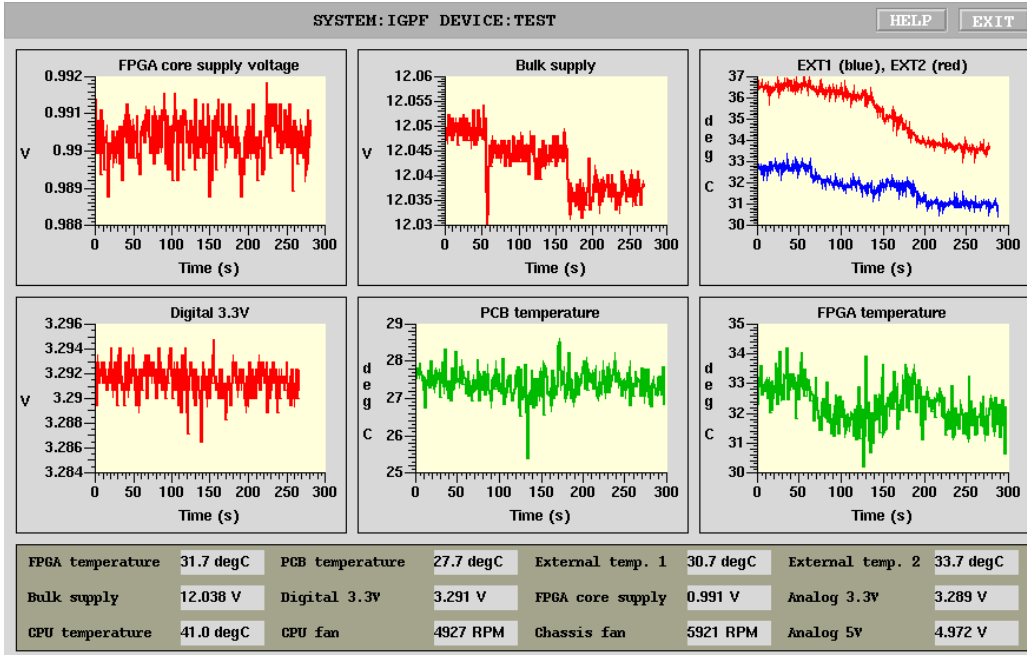 SYSTEM:IGPF DEVICE:TEST
HELP
EXIT
FPGA core supply voltage
V
0.992
0.991
0.99
0.989
0.988
0 50 100 150 200 250 300
Time (s)
Bulk supply
V
12.06
12.055
12.05
12.045
12.04
12.035
12.03
0 50 100 150 200 250 300
Time (s)
EXT1 (blue), EXT2 (red)
deg C
37
36
35
34
33
32
31
30
0 50 100 150 200 250 300
Time (s)
Digital 3.3V
V
3.296
3.294
3.292
3.29
3.288
3.286
3.284
0 50 100 150 200 250 300
Time (s)
PCB temperature
deg C
29
28
27
26
25
0 50 100 150 200 250 300
Time (s)
FPGA temperature
deg C
35
34
33
32
31
30
0 50 100 150 200 250 300
Time (s)
FPGA temperature 31.7 degC PCB temperature 27.7 degC External temp. 1 30.7 degC External temp. 2 33.7 degC
Bulk supply 12.038 V Digital 3.3V 3.291 V FPGA core supply 0.991 V Analog 3.3V 3.289 V
CPU temperature 41.0 degC CPU fan 4927 RPM Chassis fan 5921 RPM Analog 5V 4.972 V